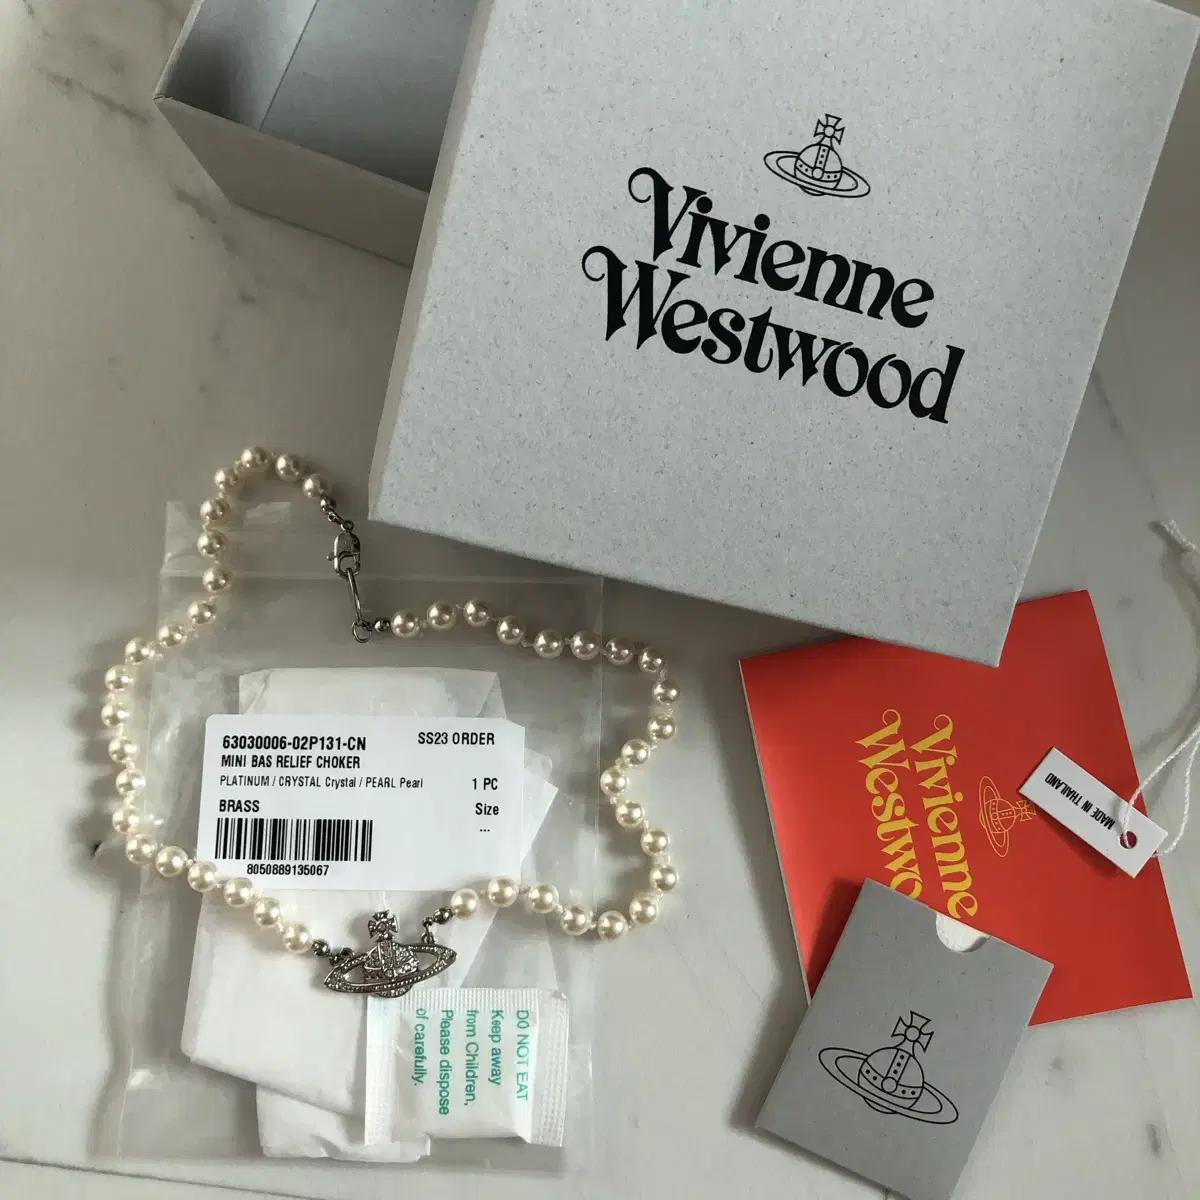 Vivienne
Westwood
63030006-02P131-CN
SS23 ORDER
MINI BAS RELIEF CHOKER
PLATINUM / CRYSTAL Crystal / PEARL Pearl
1 PC
BRASS
Size
...
8050889135067
DO NOT EAT
Keep away
from Children,
Please dispose
of carefully.
Vivienne
Westwo
MADE IN THAILAND